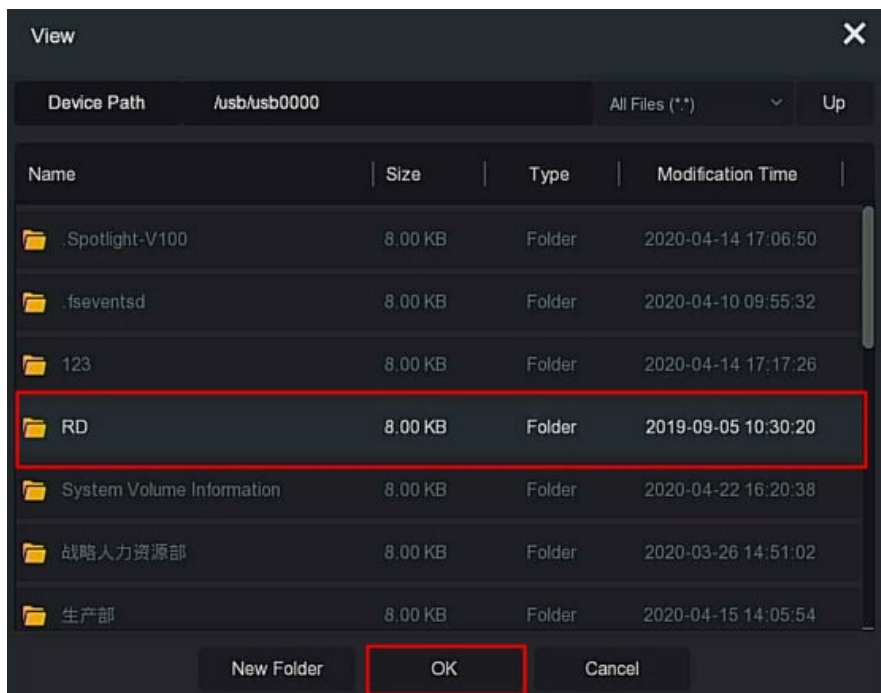 View
Device Path /usb/usb0000 All Files (*.*) Up
Name Size Type Modification Time
.Spotlight-V100 8.00 KB Folder 2020-04-14 17:06:50
.fseventsd 8.00 KB Folder 2020-04-10 09:55:32
123 8.00 KB Folder 2020-04-14 17:17:26
RD 8.00 KB Folder 2019-09-05 10:30:20
System Volume Information 8.00 KB Folder 2020-04-22 16:20:38
战略人力资源部 8.00 KB Folder 2020-03-26 14:51:02
生产部 8.00 KB Folder 2020-04-15 14:05:54
New Folder OK Cancel